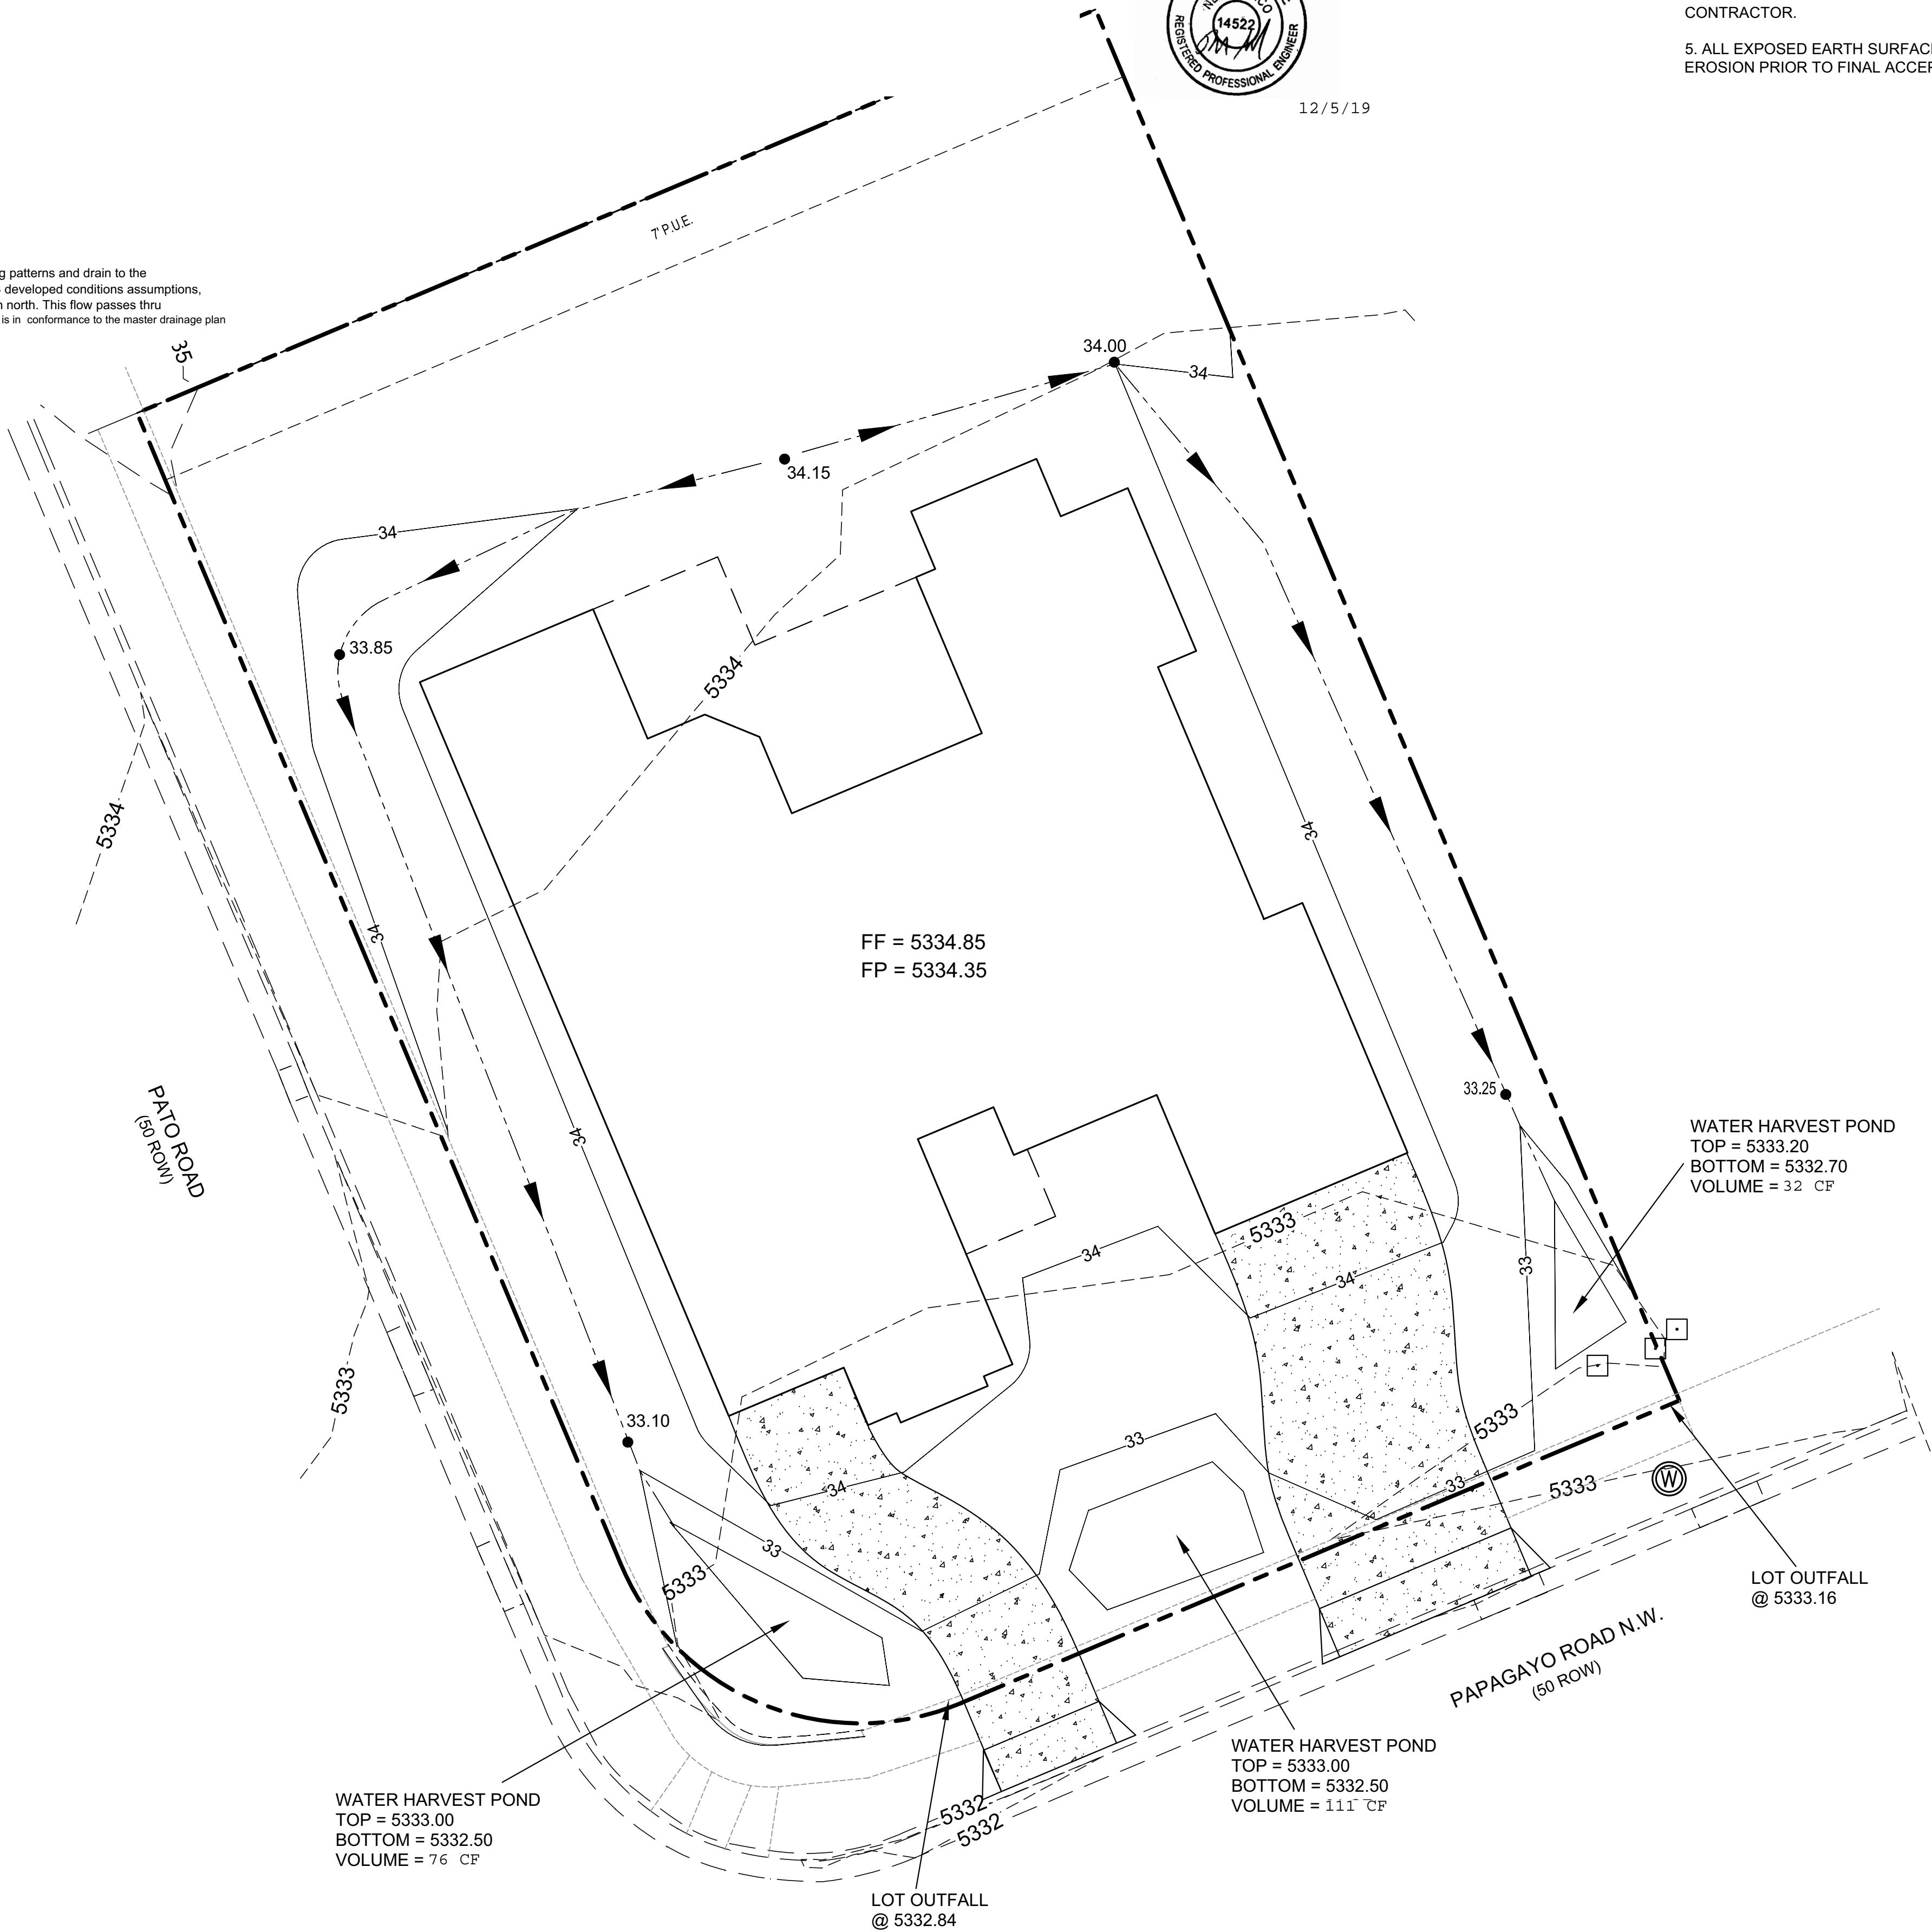 CONTRACTOR.
5. ALL EXPOSED EARTH
EROSION PRIOR TO FINAL
14522
REGISTERED PROFESSIONAL ENGINEER
12/5/19
7' P.U.E.
patterns and drain to the
developed conditions assumptions,
north. This flow passes thru
is in conformance to the master drainage plan
35
34.00
34
34.15
34
33.85
5334
5334
34
34
FF = 5334.85
FP = 5334.35
33.25
PATO ROAD
(50 ROW)
34
WATER HARVEST POND
TOP = 5333.20
BOTTOM = 5332.70
VOLUME = 32 CF
5333
34
34
33
5333
33.10
33
5333
34
33
5333
33
5333
W
LOT OUTFALL
@ 5333.16
PAPAGAYO ROAD N.W.
(50 ROW)
WATER HARVEST POND
TOP = 5333.00
BOTTOM = 5332.50
VOLUME = 111 CF
WATER HARVEST POND
TOP = 5333.00
BOTTOM = 5332.50
VOLUME = 76 CF
5332
5332
LOT OUTFALL
@ 5332.84